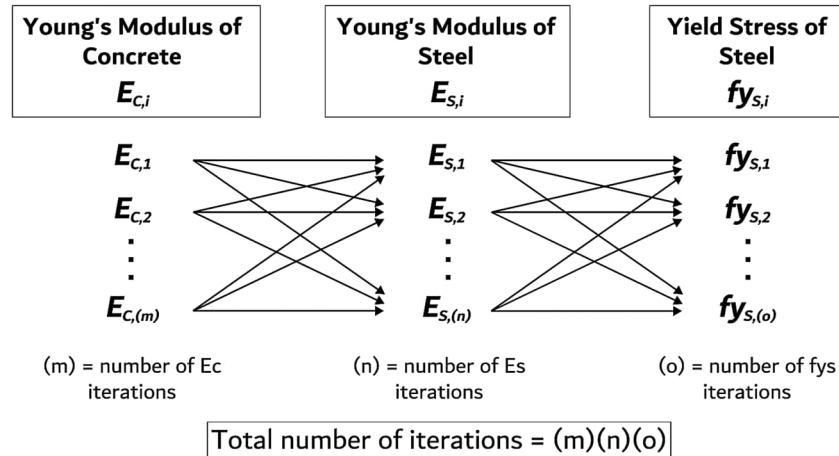 Young's Modulus of
Concrete
E_C,i
Young's Modulus of
Steel
E_S,i
Yield Stress of
Steel
fy_S,i
E_C,1
E_S,1
fy_S,1
E_C,2
E_S,2
fy_S,2
E_C,(m)
E_S,(n)
fy_S,(o)
(m) = number of Ec
iterations
(n) = number of Es
iterations
(o) = number of fys
iterations
Total number of iterations = (m)(n)(o)